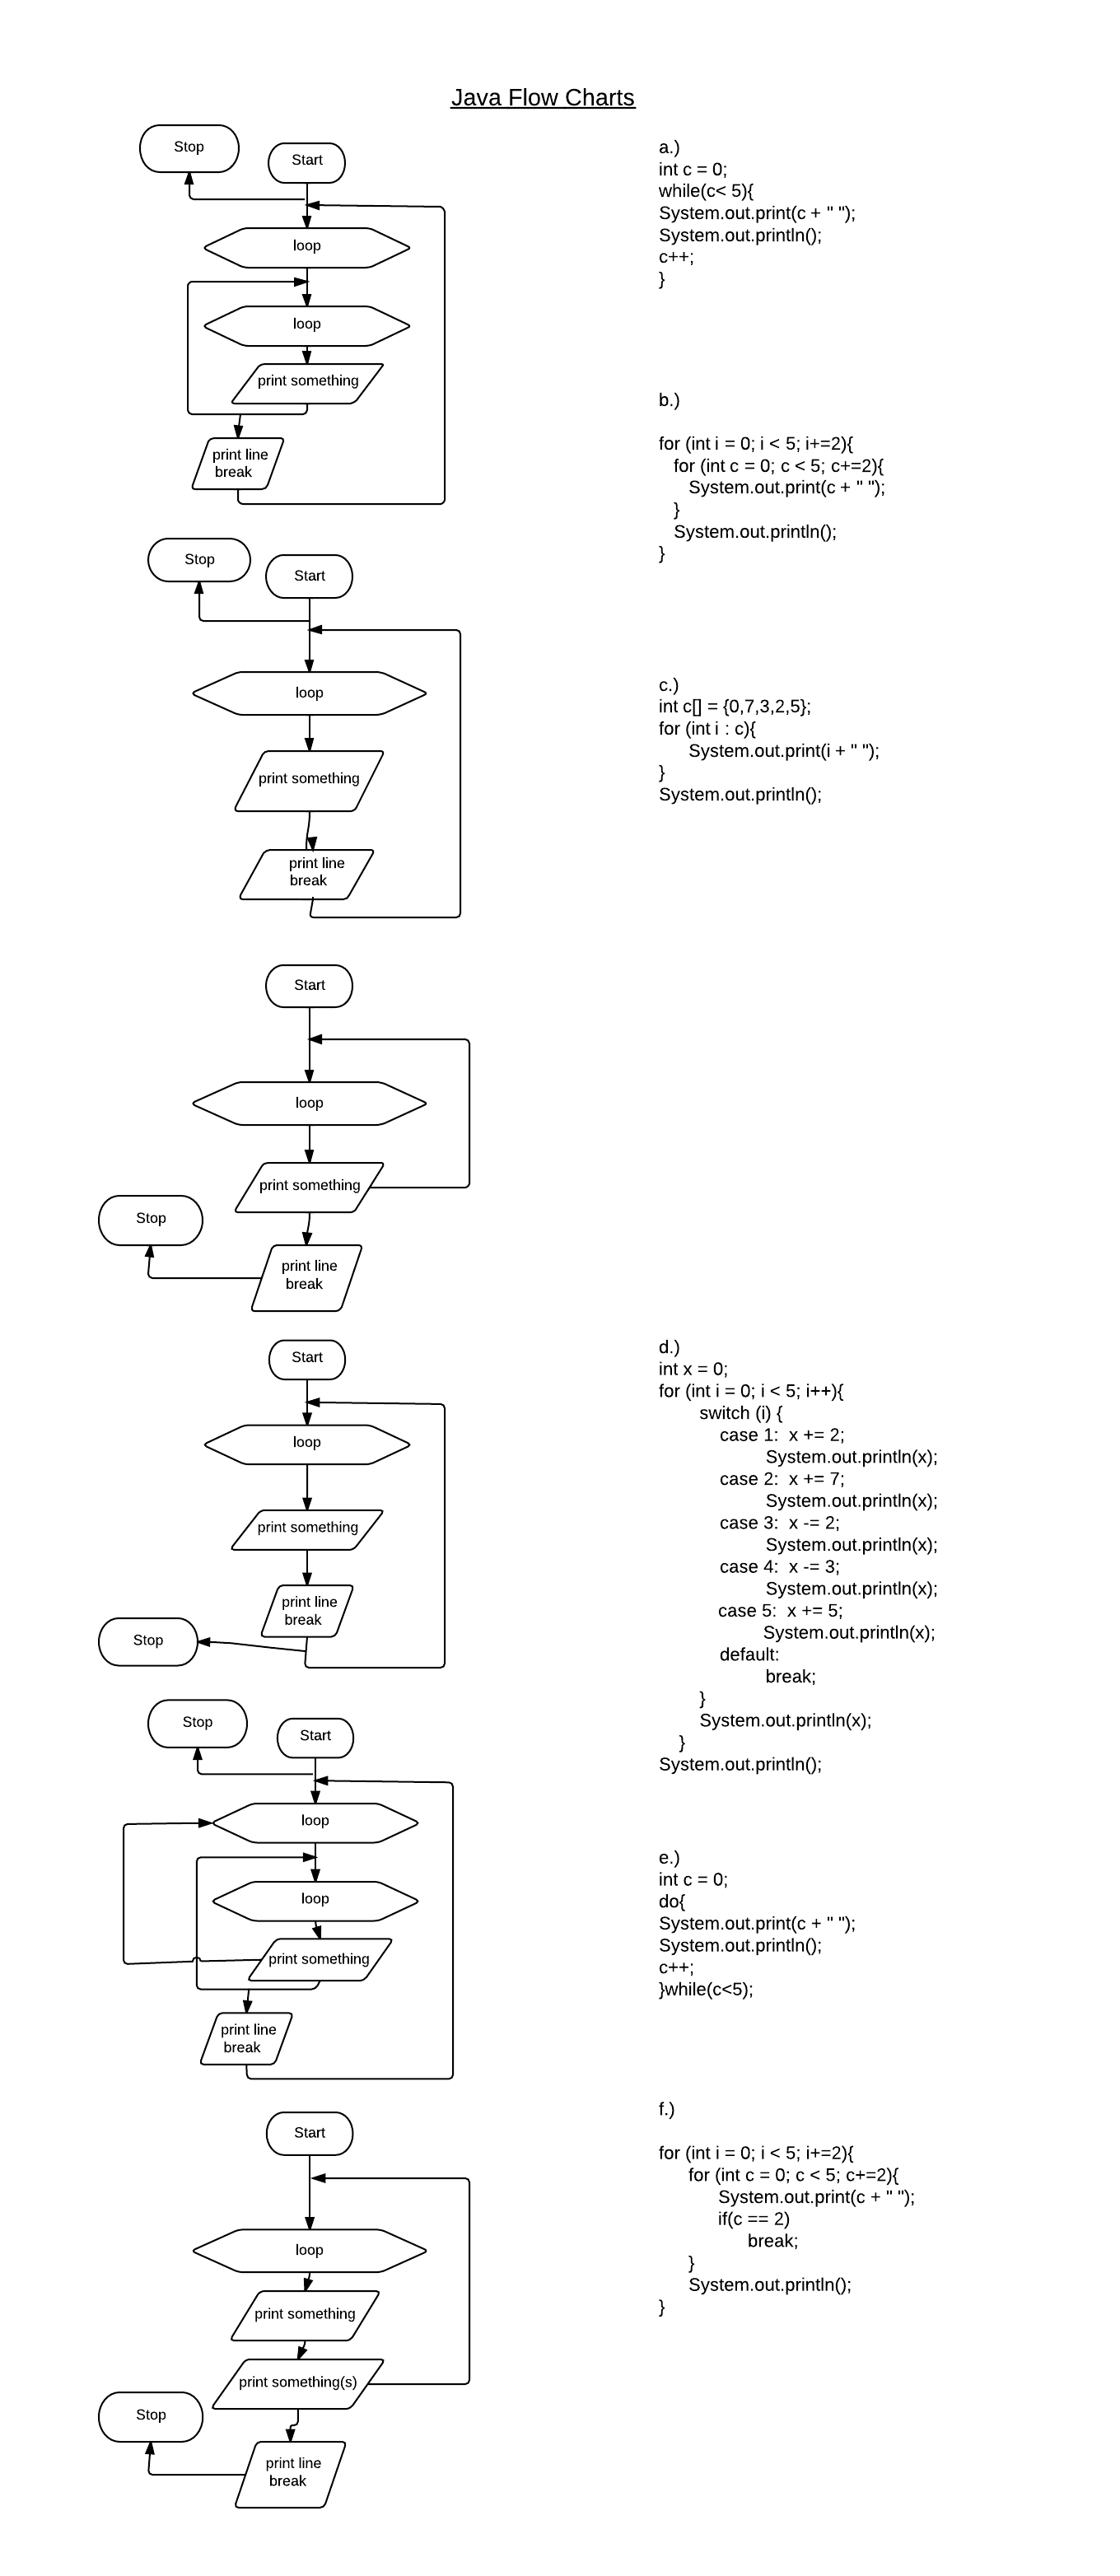 Java Flow Charts
Stop
Start
loop
loop
print something
print line
break
Stop
Start
loop
print something
print line
break
Start
loop
print something
Stop
print line
break
Start
loop
print something
print line
break
Stop
Stop
Start
loop
loop
print something
print line
break
Start
loop
print something
print something(s)
Stop
print line
break
a.)
int c = 0;
while(c< 5){
System.out.print(c + " ");
System.out.println();
c++;
}
b.)
for (int i = 0; i < 5; i+=2){
for (int c = 0; c < 5; c+=2){
System.out.print(c + " ");
}
System.out.println();
}
c.)
int c[] = {0,7,3,2,5};
for (int i : c){
System.out.print(i + " ");
}
System.out.println();
d.)
int x = 0;
for (int i = 0; i < 5; i++){
switch (i) {
case 1:  x += 2;
System.out.println(x);
case 2:  x += 7;
System.out.println(x);
case 3:  x -= 2;
System.out.println(x);
case 4:  x -= 3;
System.out.println(x);
case 5:  x += 5;
System.out.println(x);
default:
break;
}
System.out.println(x);
}
System.out.println();
e.)
int c = 0;
do{
System.out.print(c + " ");
System.out.println();
c++;
}while(c<5);
f.)
for (int i = 0; i < 5; i+=2){
for (int c = 0; c < 5; c+=2){
System.out.print(c + " ");
if(c == 2)
break;
}
System.out.println();
}